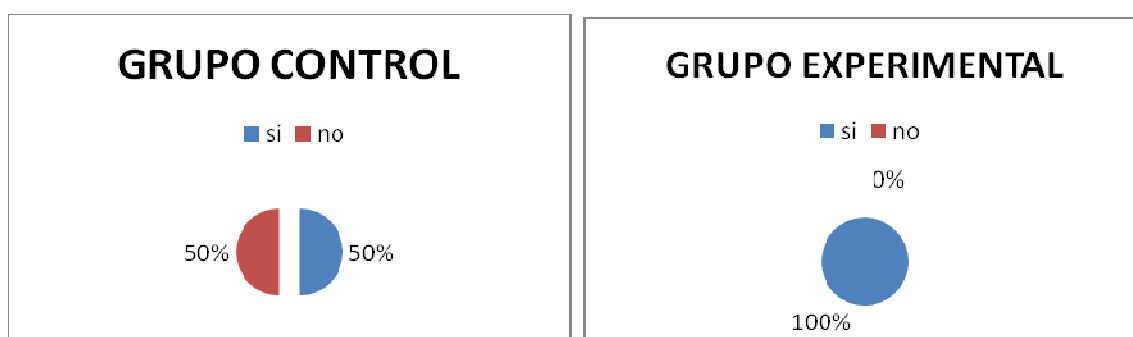 GRUPO CONTROL
si no
50% 50%
GRUPO EXPERIMENTAL
si no
0%
100%